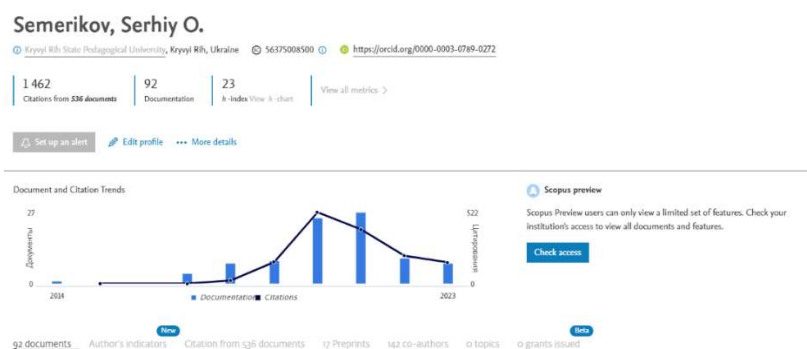 Semerikov, Serhiy O.
Kryvyi Rih State Pedagogical University, Kryvyi Rih, Ukraine 56375008500 https://orcid.org/0000-0003-0789-0272
1 462
Citations from 536 documents
92
Documentation
23
h -Index View h - chart
View all metrics >
Set up an alert Edit profile ••• More details
Document and Citation Trends
27
522
Документы
Цитирования
0
0
2014
2023
Documentation Citations
Scopus preview
Scopus Preview users can only view a limited set of features. Check your
institution's access to view all documents and features.
Check access
New
Beta
92 documents Author's indicators Citation from 536 documents 17 Preprints 142 co-authors 0 topics 0 grants issued